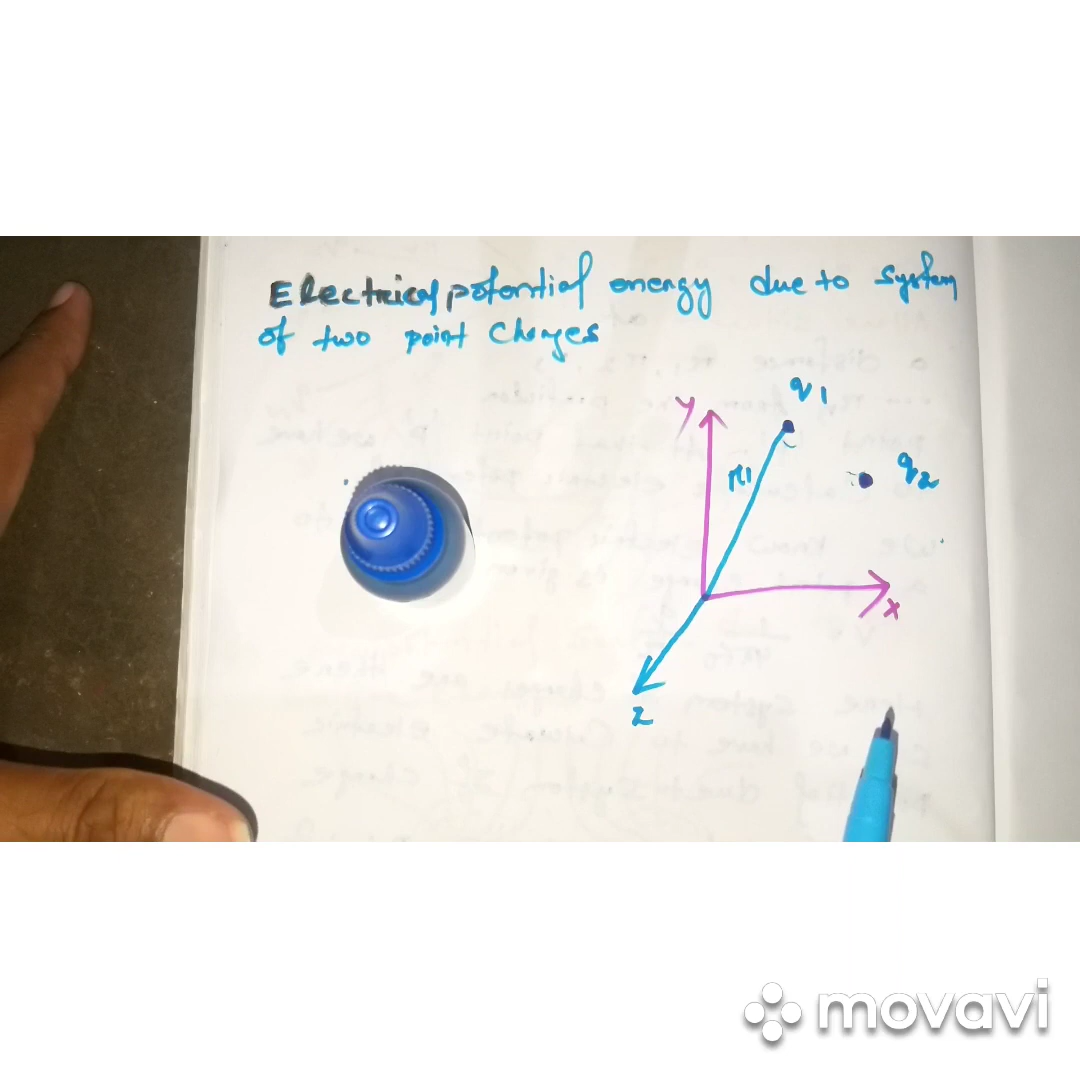 Electrical potential energy due to system
of two point charges
q1
y
r1
q2
x
z
movavi